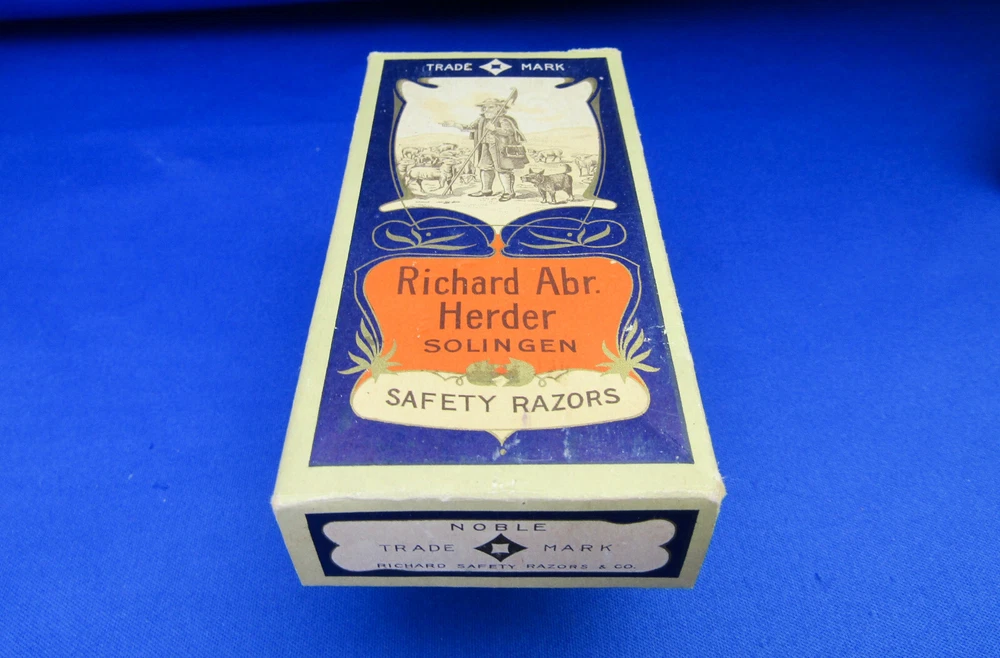 TRADE MARK
Richard Abr.
Herder
SOLINGEN
SAFETY RAZORS
NOBLE
TRADE MARK
RICHARD SAFETY RAZORS & CO.